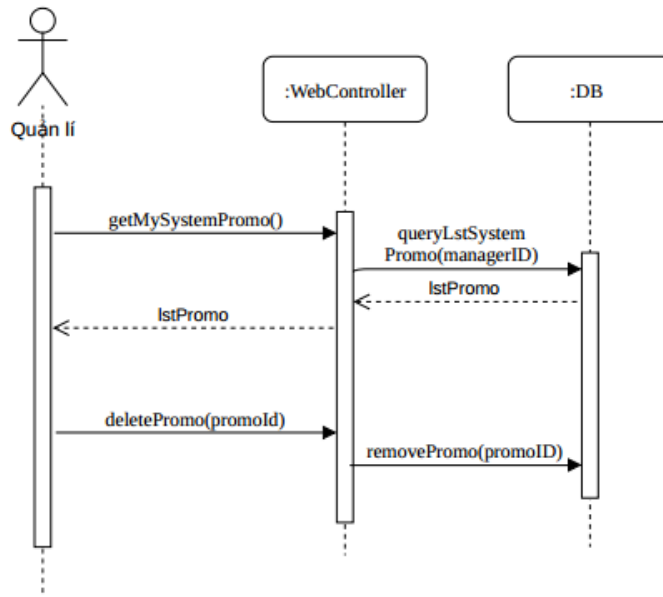 :WebController
:DB
Quản lí
getMySystemPromo()
queryLstSystem
Promo(managerID)
lstPromo
lstPromo
deletePromo(promoId)
removePromo(promoID)